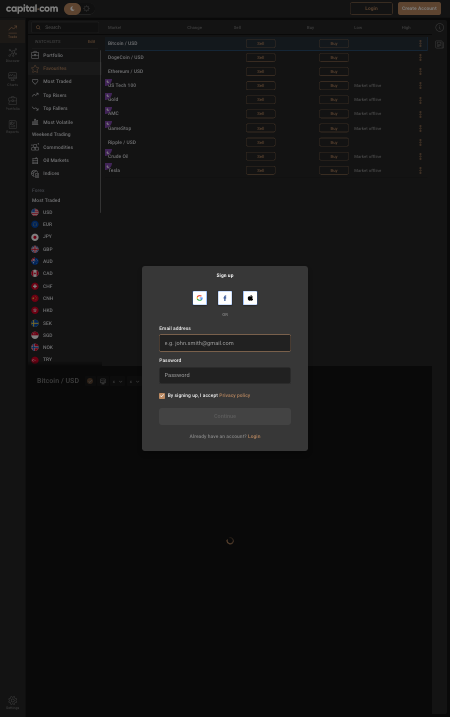 capital·com
Login
Create Account
Search
Market
Change
Sell
Buy
Low
High
Portfolio
Favourites
Most Traded
Top Risers
Top Fallers
Most Volatile
Weekend Trading
Commodities
Oil Markets
Indices
Forex
Most Traded
USD
EUR
JPY
GBP
AUD
CAD
CHF
CNH
HKD
SEK
SGD
NOK
TRY
Bitcoin / USD
Sell
Buy
DogeCoin / USD
Sell
Buy
Ethereum / USD
Sell
Buy
US Tech 100
Sell
Buy
Market offline
Gold
Sell
Buy
Market offline
AMC
Sell
Buy
Market offline
GameStop
Sell
Buy
Market offline
Ripple / USD
Sell
Buy
Crude Oil
Sell
Buy
Market offline
Tesla
Sell
Buy
Market offline
Bitcoin / USD
Sign up
OR
Email address
e.g. john.smith@gmail.com
Password
Password
By signing up, I accept Privacy policy
Continue
Already have an account? Login